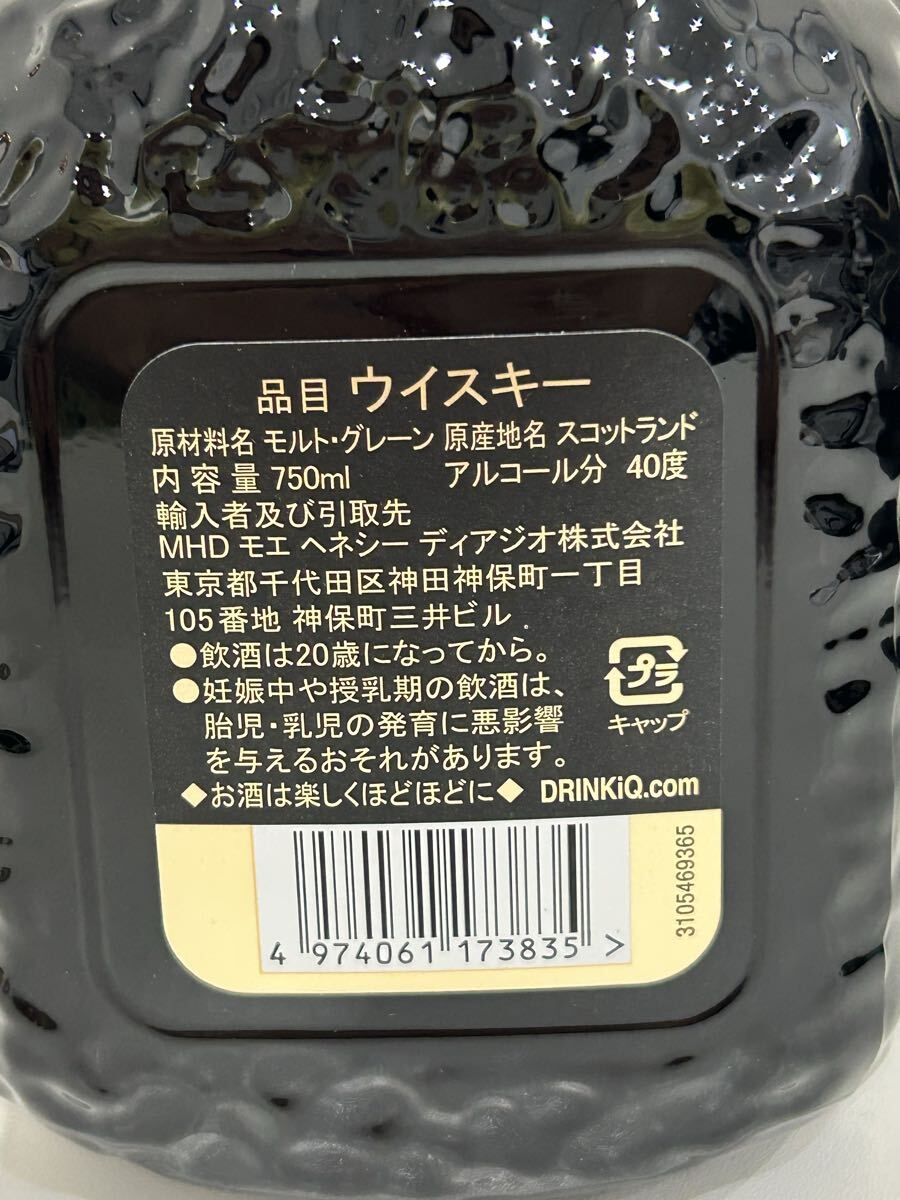 品目 ウイスキー
原材料名 モルト・グレーン 原産地名 スコットランド
内容量 750ml アルコール分 40度
輸入者及び引取先
MHD モエ ヘネシー ディアジオ株式会社
東京都千代田区神田神保町一丁目
105番地 神保町三井ビル
●飲酒は20歳になってから。
●妊娠中や授乳期の飲酒は、
胎児・乳児の発育に悪影響
を与えるおそれがあります。
プラ
キャップ
◆お酒は楽しくほどほどに◆ DRINKiQ.com
4 974061 173835 >
3105469365